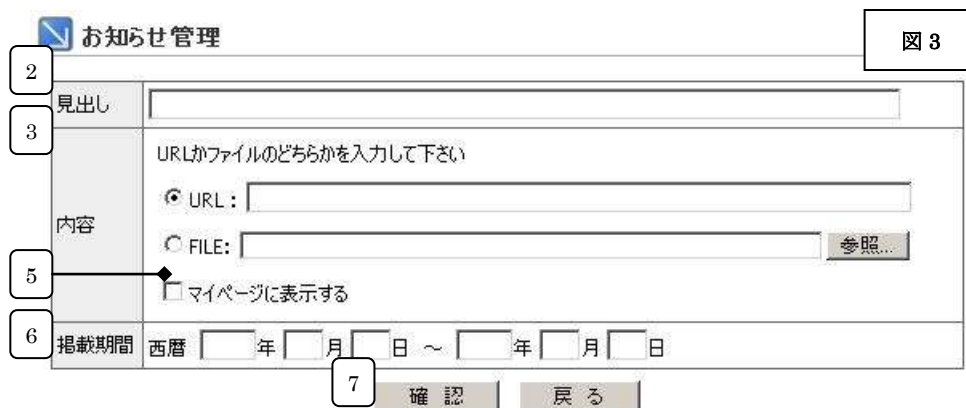 お知らせ管理
図 3
2
見出し
3
URLかファイルのどちらかを入力して下さい
URL：
内容
FILE:
参照...
5
マイページに表示する
6
掲載期間 西暦 年 月 日 ～ 年 月 日
7
確 認 戻 る